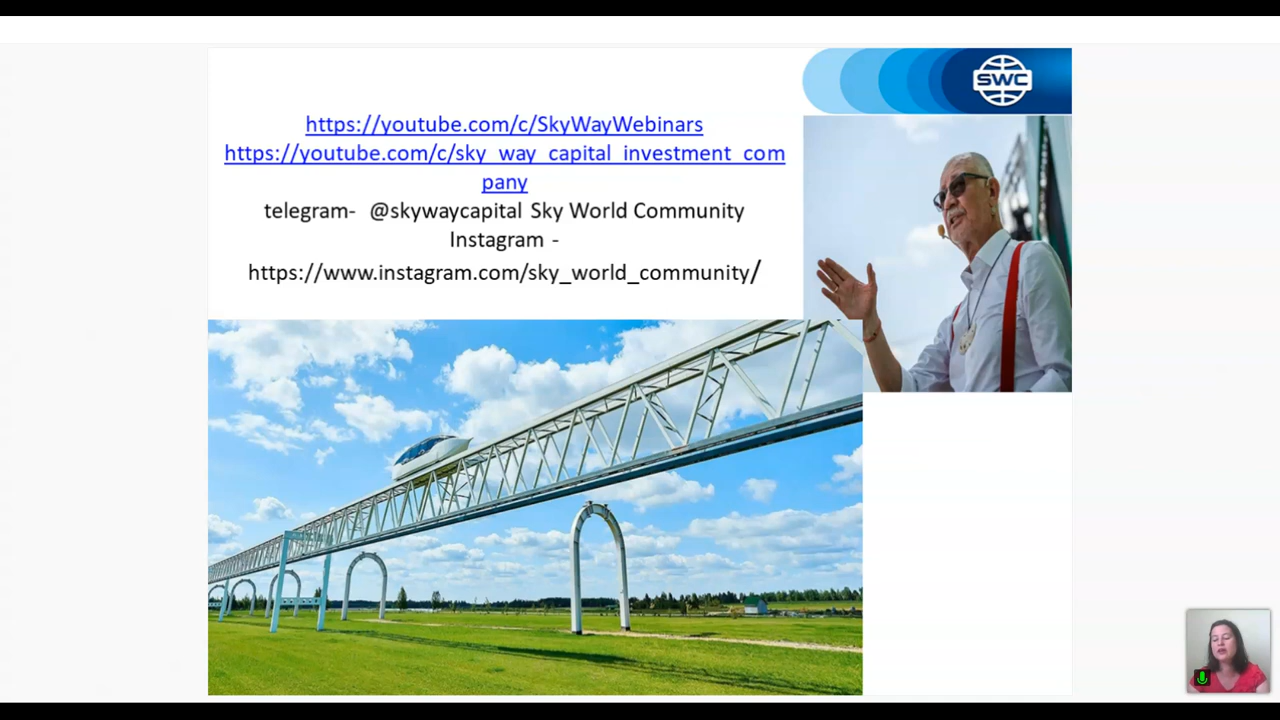 SWC
https://youtube.com/c/SkyWayWebinars
https://youtube.com/c/sky_way_capital_investment_com
pany
telegram- @skywaycapital Sky World Community
Instagram -
https://www.instagram.com/sky_world_community/